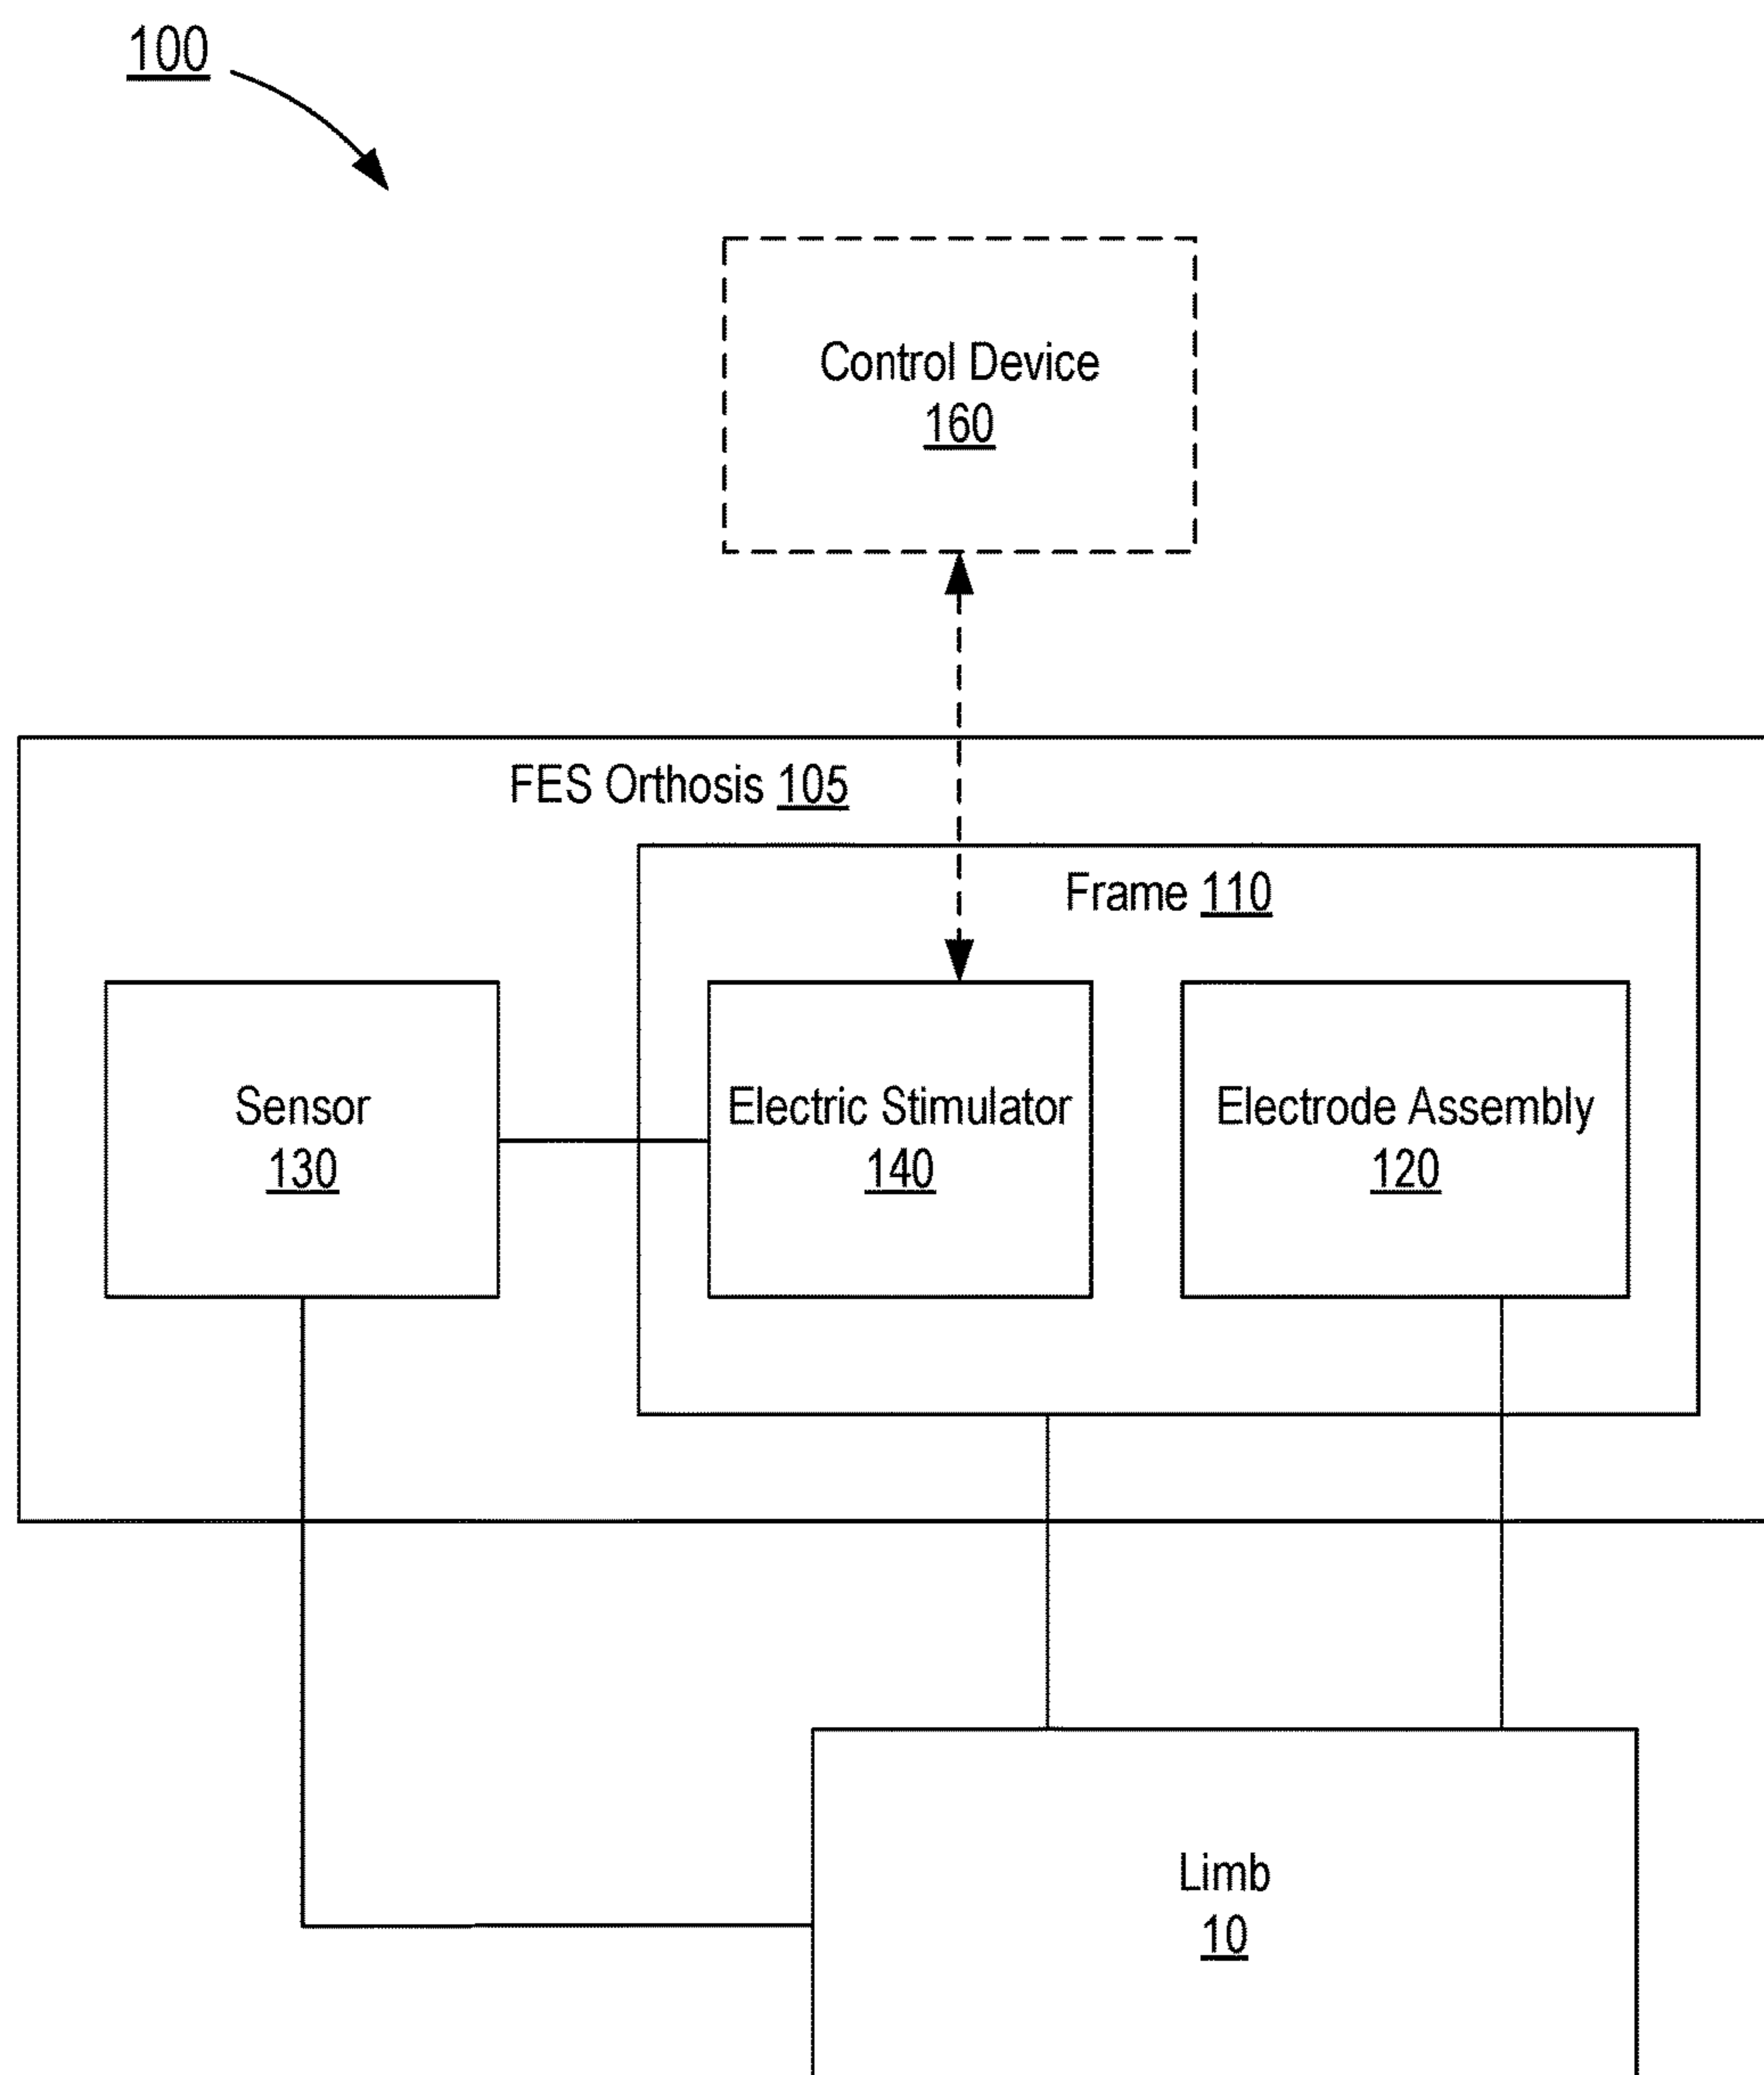 100
Control Device
160
FES Orthosis 105
Frame 110
Sensor
130
Electric Stimulator
140
Electrode Assembly
120
Limb
10